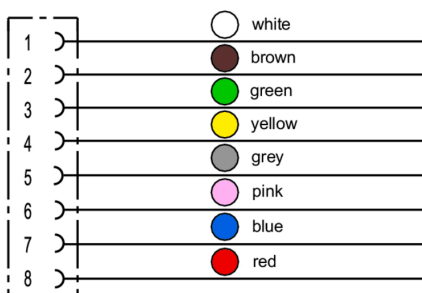 white
1
brown
2
green
3
yellow
4
grey
5
pink
6
blue
7
red
8